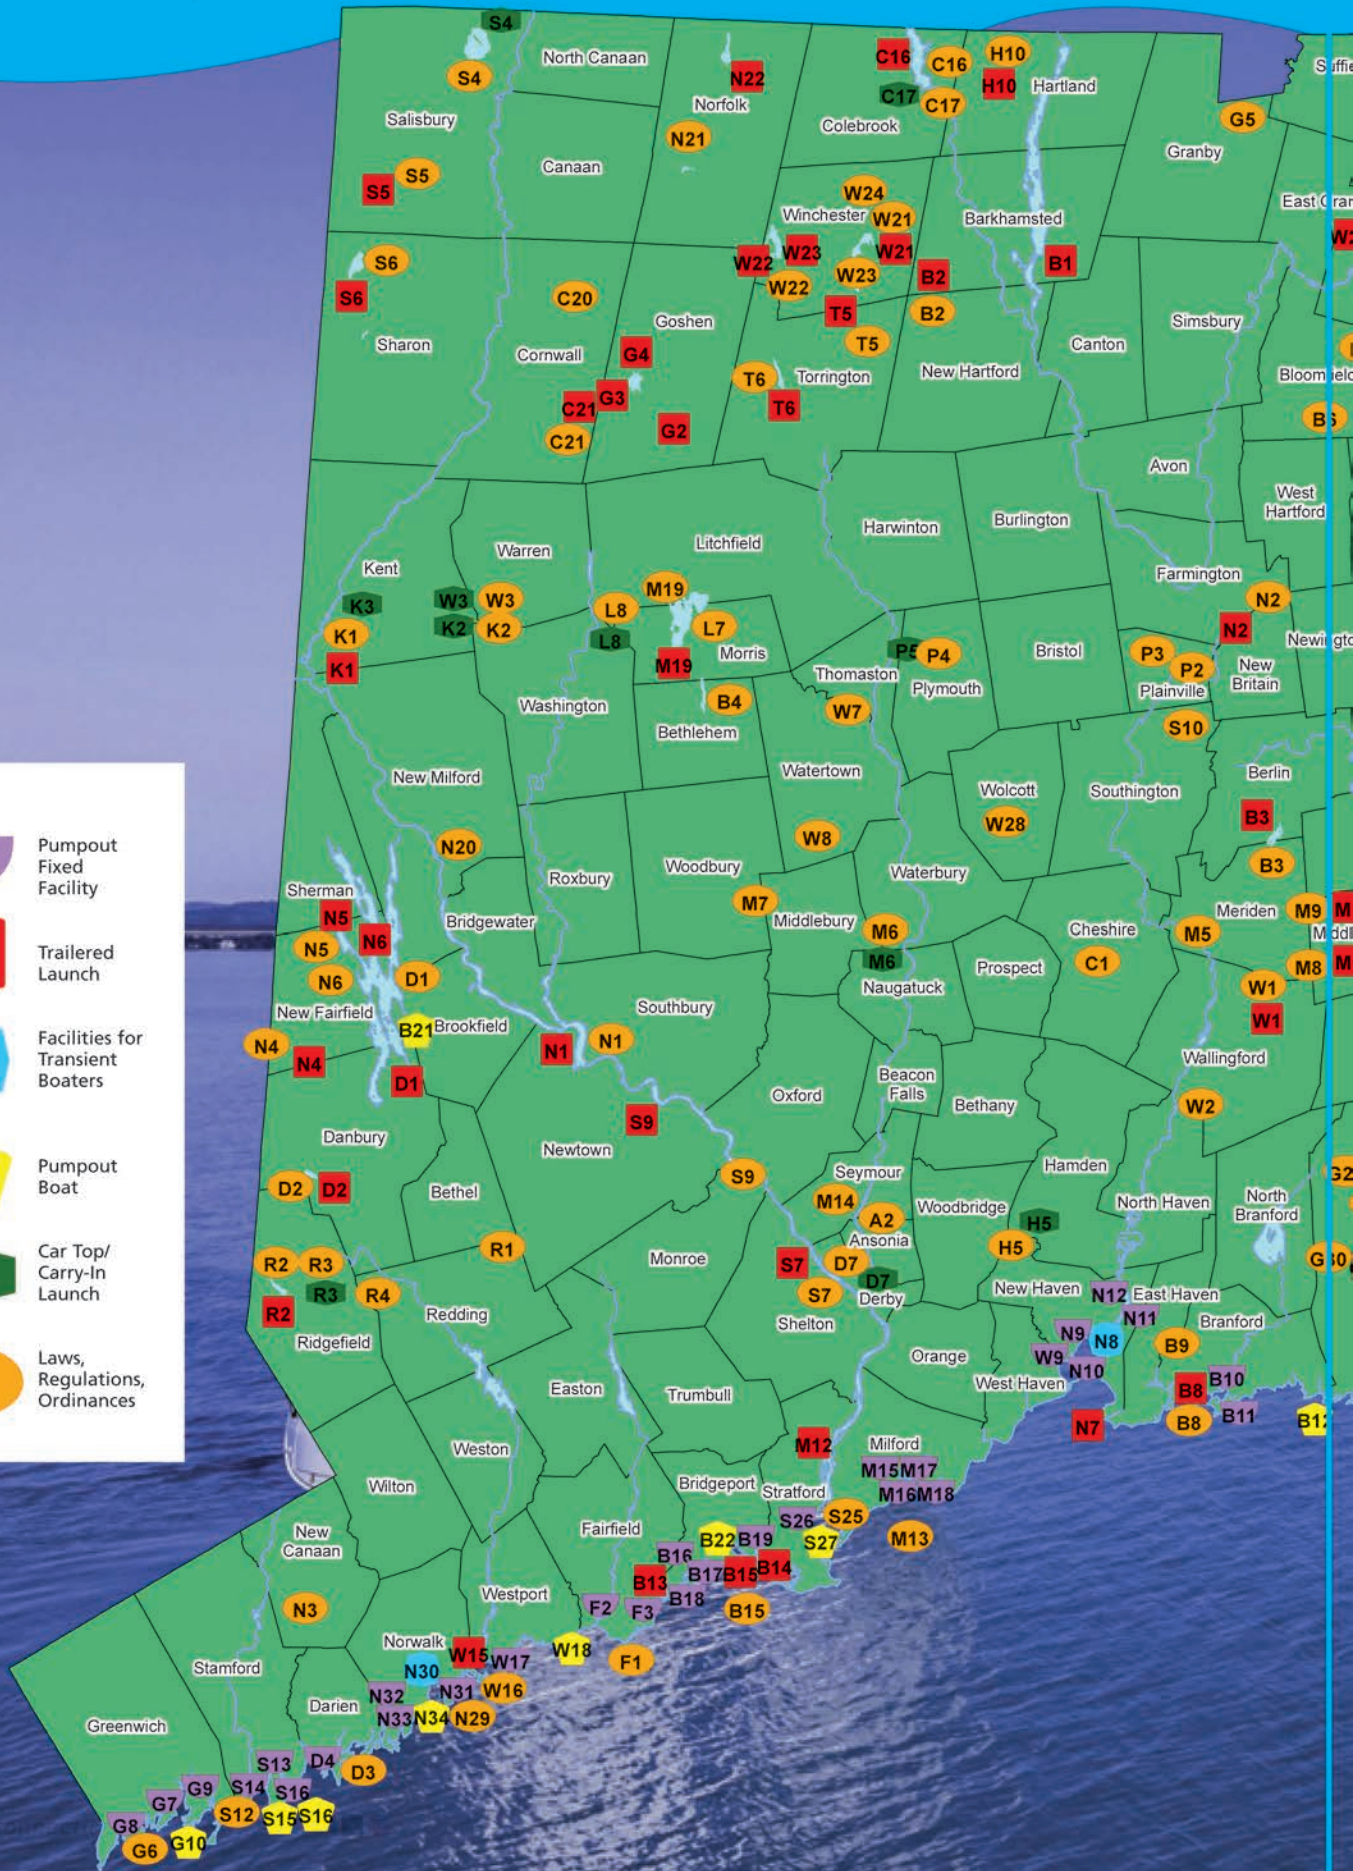 S4
North Canaan
C16
C16
H10
Suffie
S4
N22
H10
Hartland
Norfolk
C17
C17
Salisbury
N21
Colebrook
G5
Canaan
Granby
S5
S5
W24
Winchester
W21
Barkhamsted
East Gran
W22
W23
W21
B1
S6
W23
B2
W22
S6
C20
T5
B2
Goshen
Simsbury
Sharon
Cornwall
G4
T5
Canton
T6
Torrington
New Hartford
Bloomfield
C21
G3
T6
G2
B6
C21
Avon
West
Hartford
Harwinton
Burlington
Litchfield
Warren
Kent
Farmington
M19
K3
W3
W3
L8
N2
K1
K2
K2
L8
L7
P5
P4
Bristol
N2
Newingto
K1
M19
Morris
P3
P2
New
Britain
Thomaston
Plymouth
Plainville
Washington
B4
W7
S10
Bethlehem
New Milford
Watertown
Berlin
Wolcott
Southington
B3
W28
W8
N20
B3
Woodbury
Waterbury
Roxbury
Sherman
M7
N5
Bridgewater
Middlebury
M6
Cheshire
Meriden
M9
N5
N6
M5
Middl
C1
M6
Prospect
M8
N6
D1
Naugatuck
W1
New Fairfield
Southbury
B21
Brookfield
W1
N4
N1
N1
N4
Wallingford
D1
Beacon
Falls
Oxford
Bethany
W2
S9
Danbury
Newtown
Hamden
S9
Seymour
D2
D2
Bethel
M14
Woodbridge
North Haven
North
Branford
A2
H5
Ansonia
H5
R1
R2
R3
Monroe
S7
D7
G30
D7
R3
R4
S7
Derby
New Haven
N12
East Haven
R2
Redding
Shelton
N11
Branford
Ridgefield
N9
N8
B9
W9
Orange
N10
West Haven
Easton
Trumbull
B8
B10
N7
B8
B11
B12
Weston
M12
Milford
Wilton
M15
M17
Bridgeport
Stratford
M16
M18
New
Canaan
Fairfield
S26
S25
B22
B19
S27
M13
B16
B13
B17
B15
B14
Westport
N3
F2
F3
B18
B15
Norwalk
W15
W17
W18
F1
Stamford
N30
N32
N31
W16
Darien
N33
N34
N29
Greenwich
S13
D4
D3
G9
S14
S16
G7
S12
S15
S16
G8
G10
G6
Pumpout
Fixed
Facility
Trailered
Launch
Facilities for
Transient
Boaters
Pumpout
Boat
Car Top/
Carry-In
Launch
Laws,
Regulations,
Ordinances